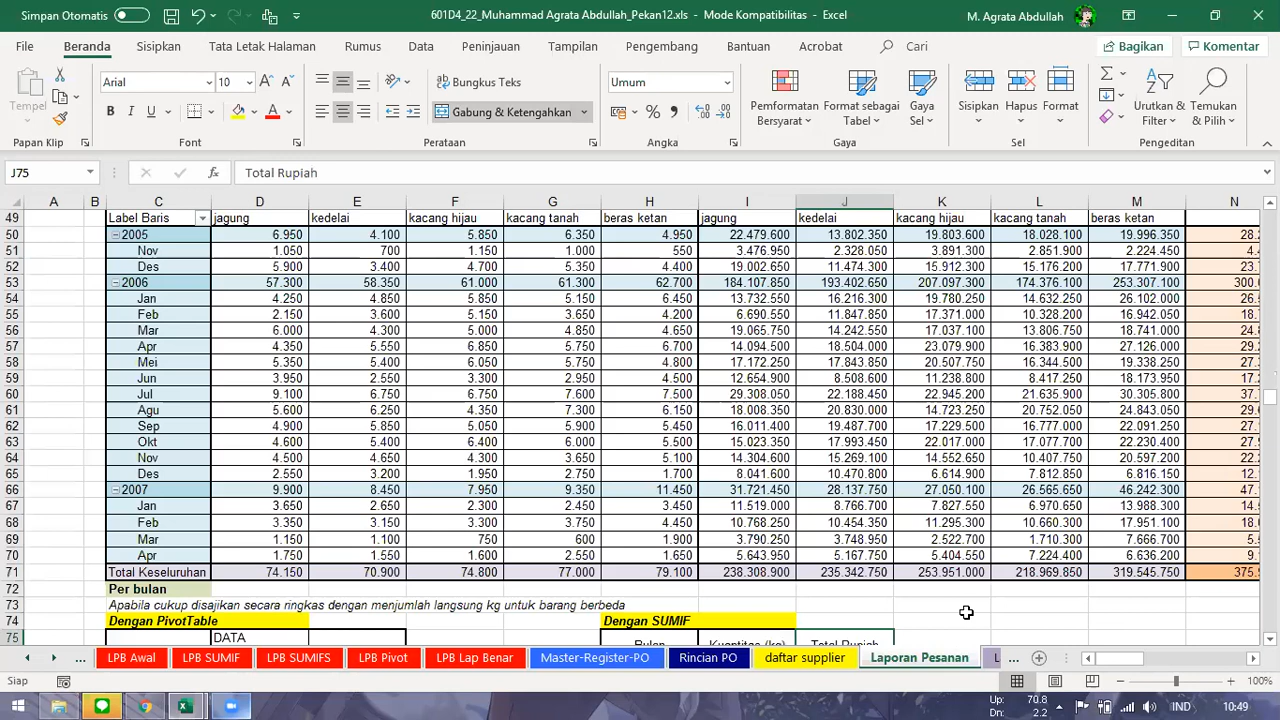 Simpan Otomatis 601D4_22_Muhammad Agrata Abdullah_Pekan12.xls - Mode Kompatibilitas - Excel M. Agrata Abdullah
File Beranda Sisipkan Tata Letak Halaman Rumus Data Peninjauan Tampilan Pengembang Bantuan Acrobat Cari Bagikan Komentar
Tempel Arial 10 Bungkus Teks Umum Pemformatan Bersyarat Format sebagai Tabel Gaya Sel Sisipkan Hapus Format Urutkan & Filter Temukan & Pilih
B I U Gabung & Ketengahkan
Papan Klip Font Perataan Angka Gaya Sel Pengeditan
J75 Total Rupiah
A B C D E F G H I J K L M N
49 Label Baris jagung kedelai kacang hijau kacang tanah beras ketan jagung kedelai kacang hijau kacang tanah beras ketan
50 2005 6.950 4.100 5.850 6.350 4.950 22.479.600 13.802.350 19.803.600 18.028.100 19.996.350 28.
51 Nov 1.050 700 1.150 1.000 550 3.476.950 2.328.050 3.891.300 2.851.900 2.224.450 4.
52 Des 5.900 3.400 4.700 5.350 4.400 19.002.650 11.474.300 15.912.300 15.176.200 17.771.900 23.
53 2006 57.300 58.350 61.000 61.300 62.700 184.107.850 193.402.650 207.097.300 174.376.100 253.307.100 300.
54 Jan 4.250 4.850 5.850 5.150 6.450 13.732.550 16.216.300 19.780.250 14.632.250 26.102.000 26.
55 Feb 2.150 3.600 5.150 3.650 4.200 6.690.550 11.847.850 17.371.000 10.328.200 16.942.050 18.
56 Mar 6.000 4.300 5.000 4.850 4.650 19.065.750 14.242.550 17.037.100 13.806.750 18.741.000 24.
57 Apr 4.350 5.550 6.850 5.750 6.700 14.094.500 18.504.000 23.079.900 16.383.900 27.126.000 29.
58 Mei 5.350 5.400 6.050 5.750 4.800 17.172.250 17.843.850 20.507.750 16.344.500 19.338.250 27.
59 Jun 3.950 2.550 3.300 2.950 4.500 12.654.900 8.508.600 11.238.800 8.417.250 18.173.950 17.
60 Jul 9.100 6.750 6.750 7.600 7.500 29.308.050 22.188.450 22.945.200 21.635.900 30.305.800 37.
61 Agu 5.600 6.250 4.350 7.300 6.150 18.008.350 20.830.000 14.723.250 20.752.050 24.843.050 29.
62 Sep 4.900 5.850 5.050 5.900 5.450 16.011.300 19.487.700 17.229.500 16.777.000 22.091.250 27.
63 Okt 4.600 5.400 6.400 6.000 5.500 15.023.350 17.993.450 22.017.000 17.077.700 22.230.400 27.
64 Nov 4.500 4.650 5.600 3.650 5.100 14.304.600 15.269.100 14.552.650 10.407.750 20.597.200 22.
65 Des 2.550 3.200 1.950 2.750 1.700 8.041.600 10.470.800 6.614.900 7.812.850 6.816.150 12.
66 2007 9.900 8.450 7.950 9.350 11.450 31.721.450 28.137.750 27.050.100 26.565.650 46.242.300 47.
67 Jan 3.650 2.650 2.300 2.450 3.450 11.519.000 8.766.700 7.827.550 6.970.650 13.988.300 14.
68 Feb 3.350 3.150 3.300 3.750 4.450 10.768.250 10.454.350 11.295.300 10.660.300 17.951.100 18.
69 Mar 1.150 1.100 750 600 1.900 3.790.250 3.748.950 2.522.700 1.710.300 7.666.700 5.
70 Apr 1.750 1.550 1.600 2.550 1.650 5.643.950 5.167.750 5.404.550 7.224.400 6.636.200 9.
71 Total Keseluruhan 74.150 70.900 74.800 77.000 79.100 238.308.900 235.342.750 253.951.000 218.969.850 319.545.750 375.
72 Per bulan
73 Apabila cukup disajikan secara ringkas dengan menjumlah langsung kg untuk barang berbeda
74 Dengan PivotTable Dengan SUMIF
75 DATA Bulan Kuantitas (kg) Total Rupiah
... LPB Awal LPB SUMIF LPB SUMIFS LPB Pivot LPB Lap Benar Master-Register-PO Rincian PO daftar supplier Laporan Pesanan L ...
Siap 100%
Up: 70.8
Dn: 2.2
IND 10:49